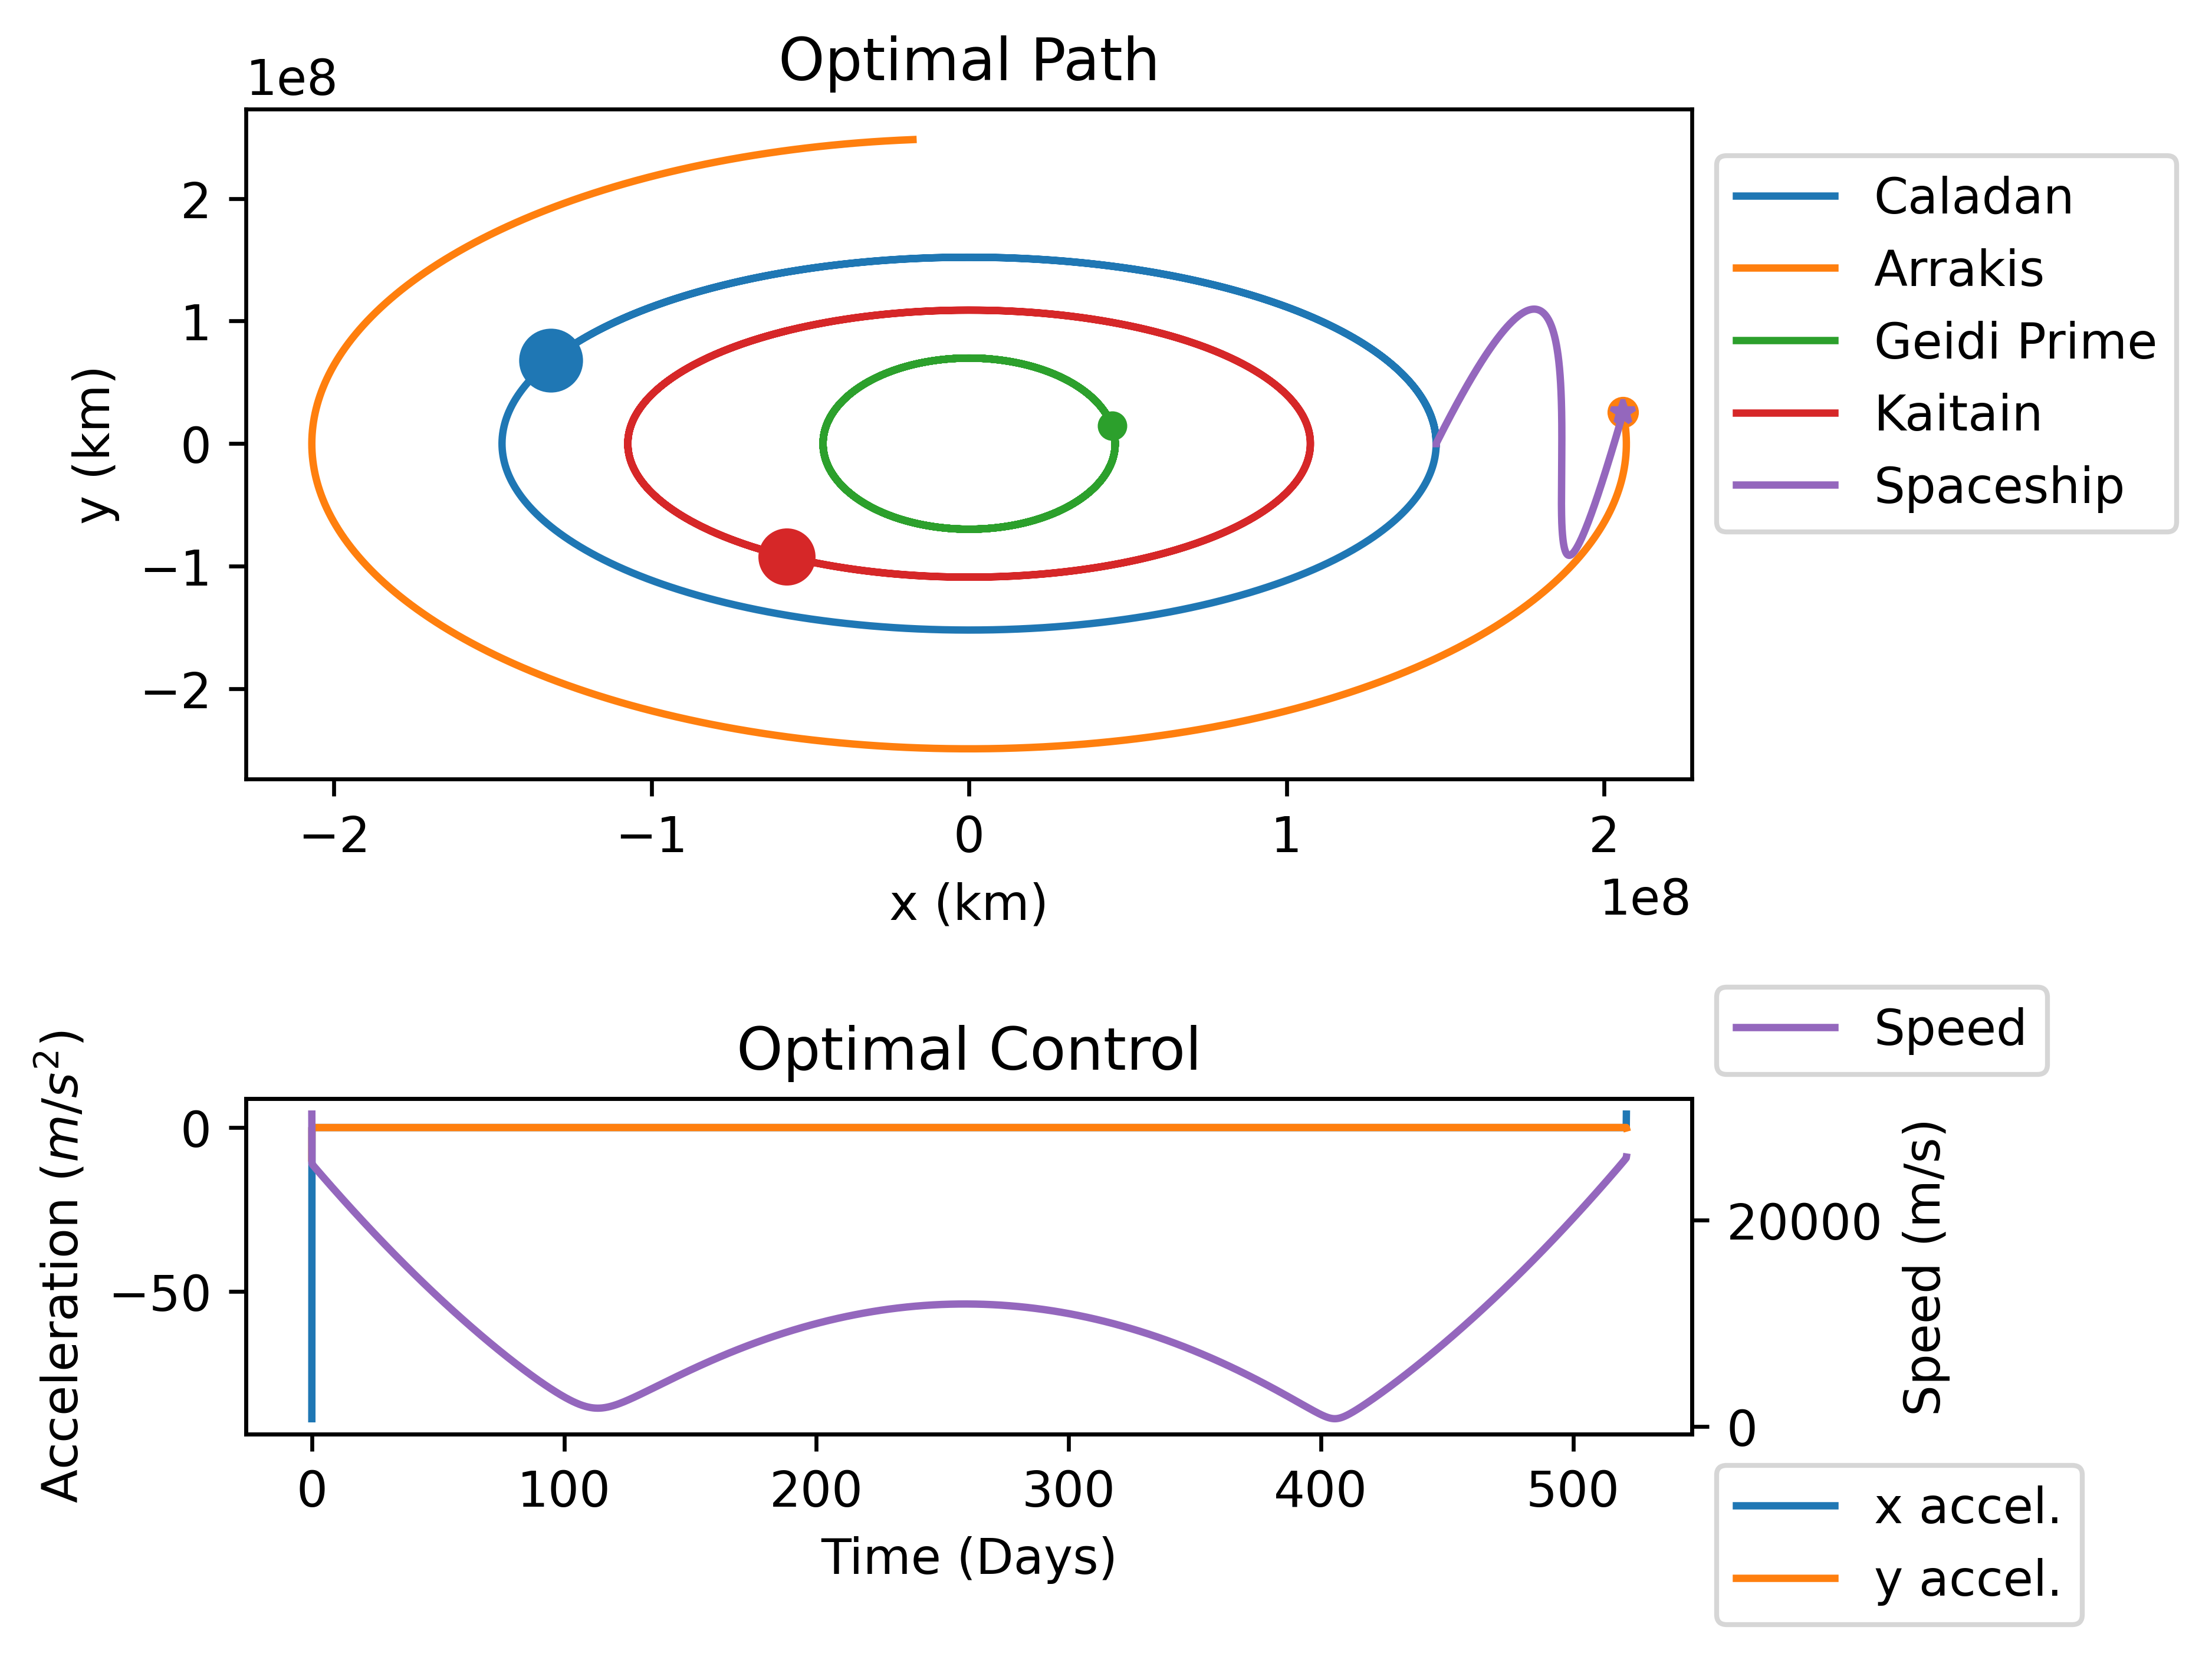 Optimal Path
1e8
y (km)
2
1
0
−1
−2
−2
−1
0
1
2
x (km)
1e8
Caladan
Arrakis
Geidi Prime
Kaitain
Spaceship
Optimal Control
Speed
Acceleration (m/s²)
0
−50
20000
0
Speed (m/s)
0
100
200
300
400
500
Time (Days)
x accel.
y accel.